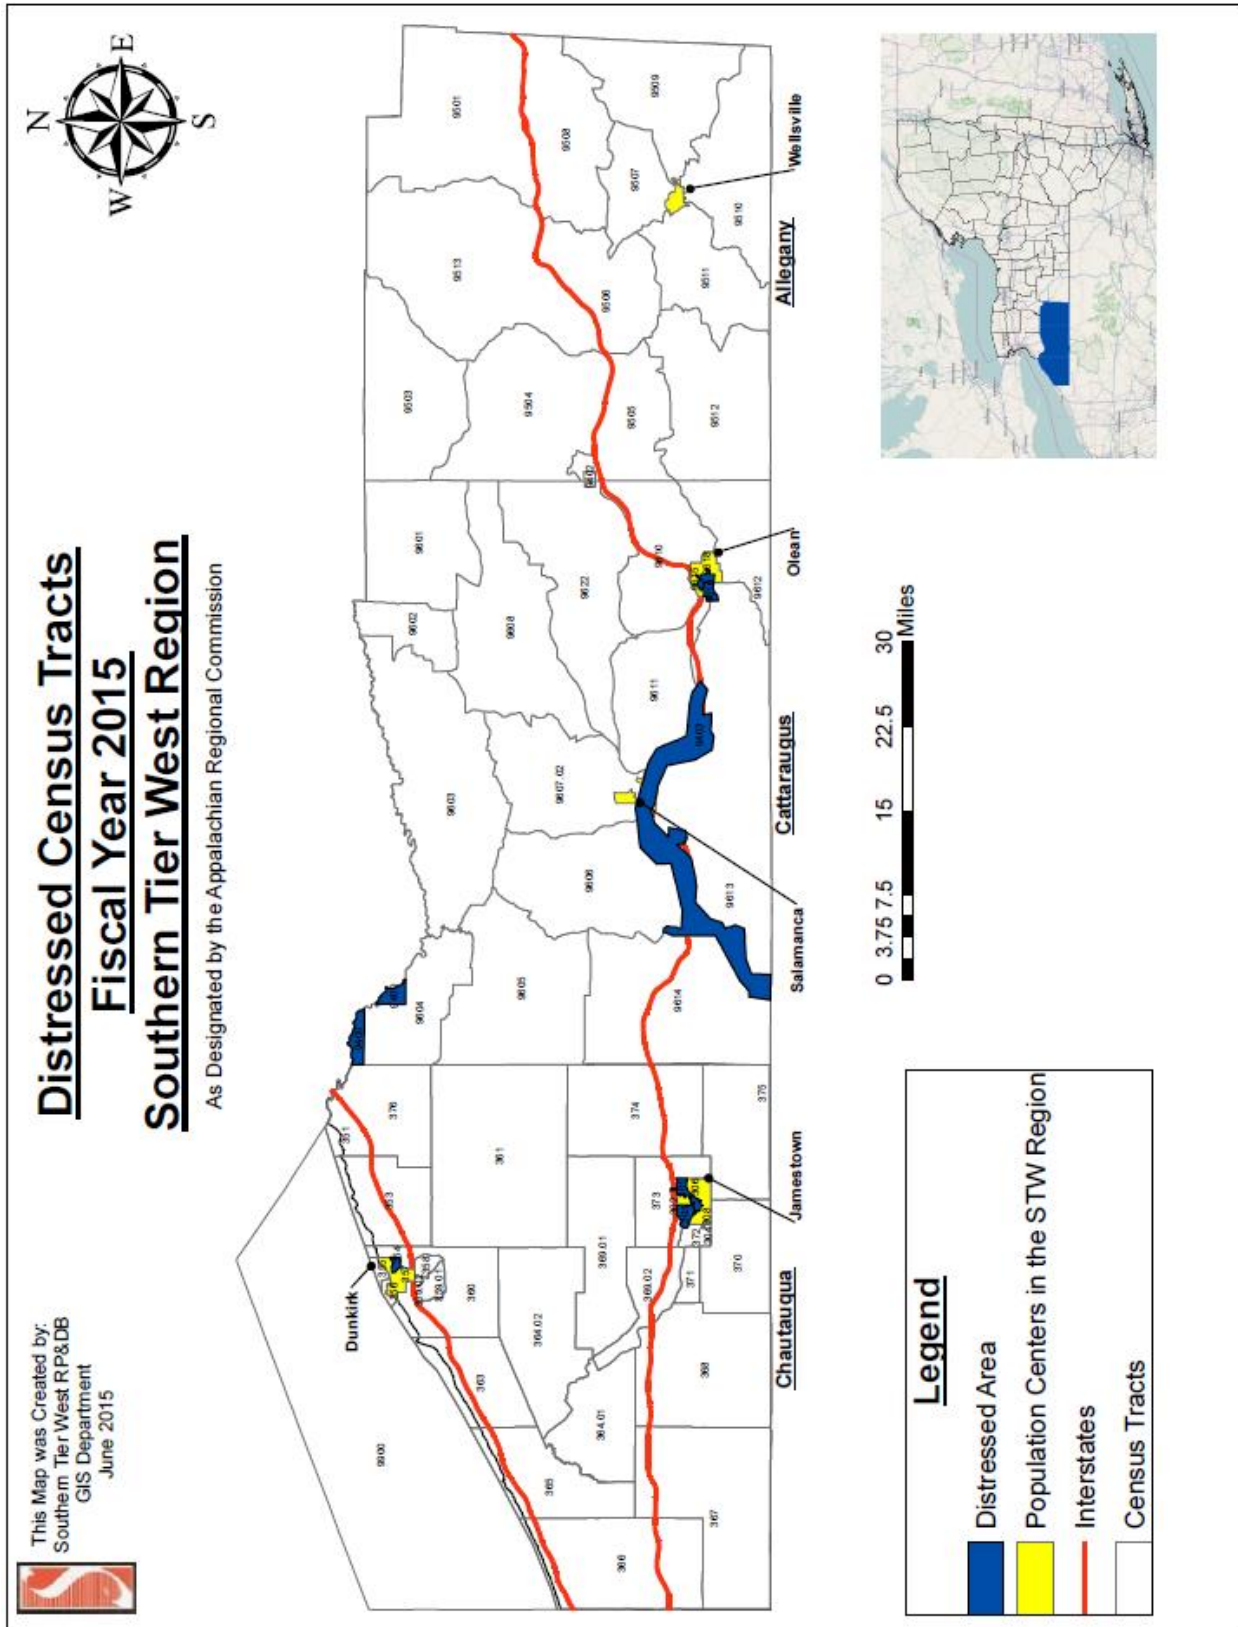 Distressed Census Tracts
Fiscal Year 2015
Southern Tier West Region
As Designated by the Appalachian Regional Commission
This Map was Created by:
Southern Tier West RP&DB
GIS Department
June 2015
N
W
E
S
9900
Dunkirk
351
376
353
363
360
361
365
364.02
364.01
369.01
369.02
373
374
372
371
370
375
366
367
368
Jamestown
Chautauqua
9604
9605
9614
9603
9602
9601
9608
9607.02
9606
9622
9611
9610
9613
9612
Salamanca
Cattaraugus
Olean
9503
9513
9501
9504
9508
9506
9505
9507
9509
9512
9511
9510
Wellsville
Allegany
0 3.75 7.5 15 22.5 30
Miles
Legend
Distressed Area
Population Centers in the STW Region
Interstates
Census Tracts